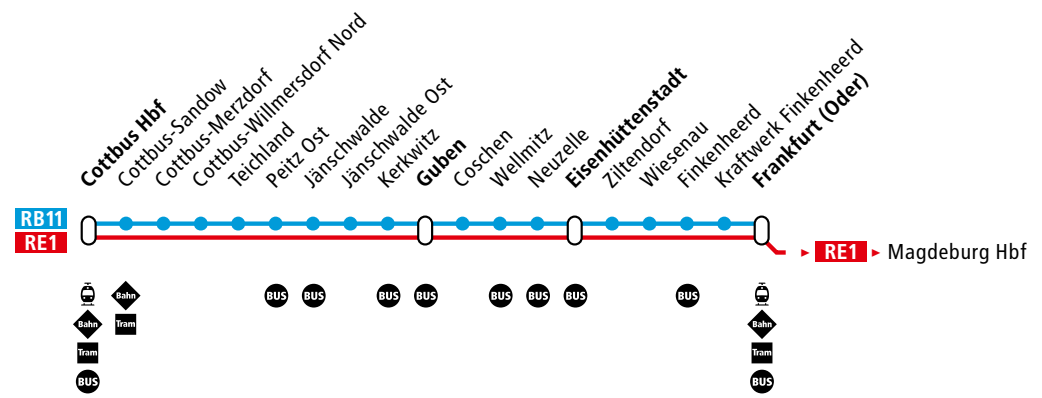 Cottbus Hbf
Cottbus-Sandow
Cottbus-Merzdorf
Cottbus-Willmersdorf Nord
Teichland
Peitz Ost
Jänschwalde
Jänschwalde Ost
Kerkwitz
Guben
Coschen
Wellmitz
Neuzelle
Eisenhüttenstadt
Ziltendorf
Wiesenau
Finkenheerd
Kraftwerk Finkenheerd
Frankfurt (Oder)
RB11
RE1
RE1 Magdeburg Hbf
Bahn BUS BUS BUS BUS BUS BUS BUS BUS
Bahn Tram Bahn
Tram Tram
BUS BUS